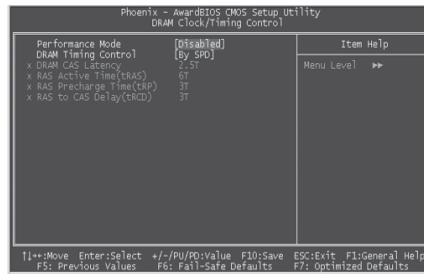 Phoenix - AwardBIOS CMOS Setup Utility
DRAM Clock/Timing Control
Performance Mode [Disabled]
DRAM Timing Control [By SPD]
x DRAM CAS Latency 2.5T
x RAS Active Time(tRAS) 6T
x RAS Precharge Time(tRP) 3T
x RAS to CAS Delay(tRCD) 3T
Item Help
Menu Level ▸▸
↑↓↔:Move Enter:Select +/-/PU/PD:Value F10:Save ESC:Exit F1:General Help
F5: Previous Values F6: Fail-Safe Defaults F7: Optimized Defaults